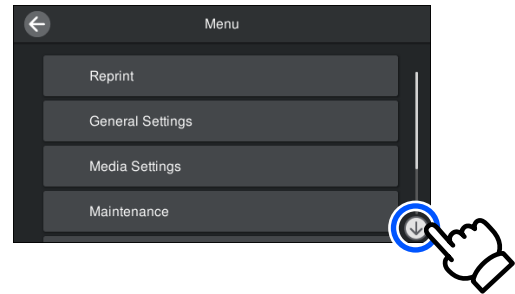 Menu
Reprint
General Settings
Media Settings
Maintenance